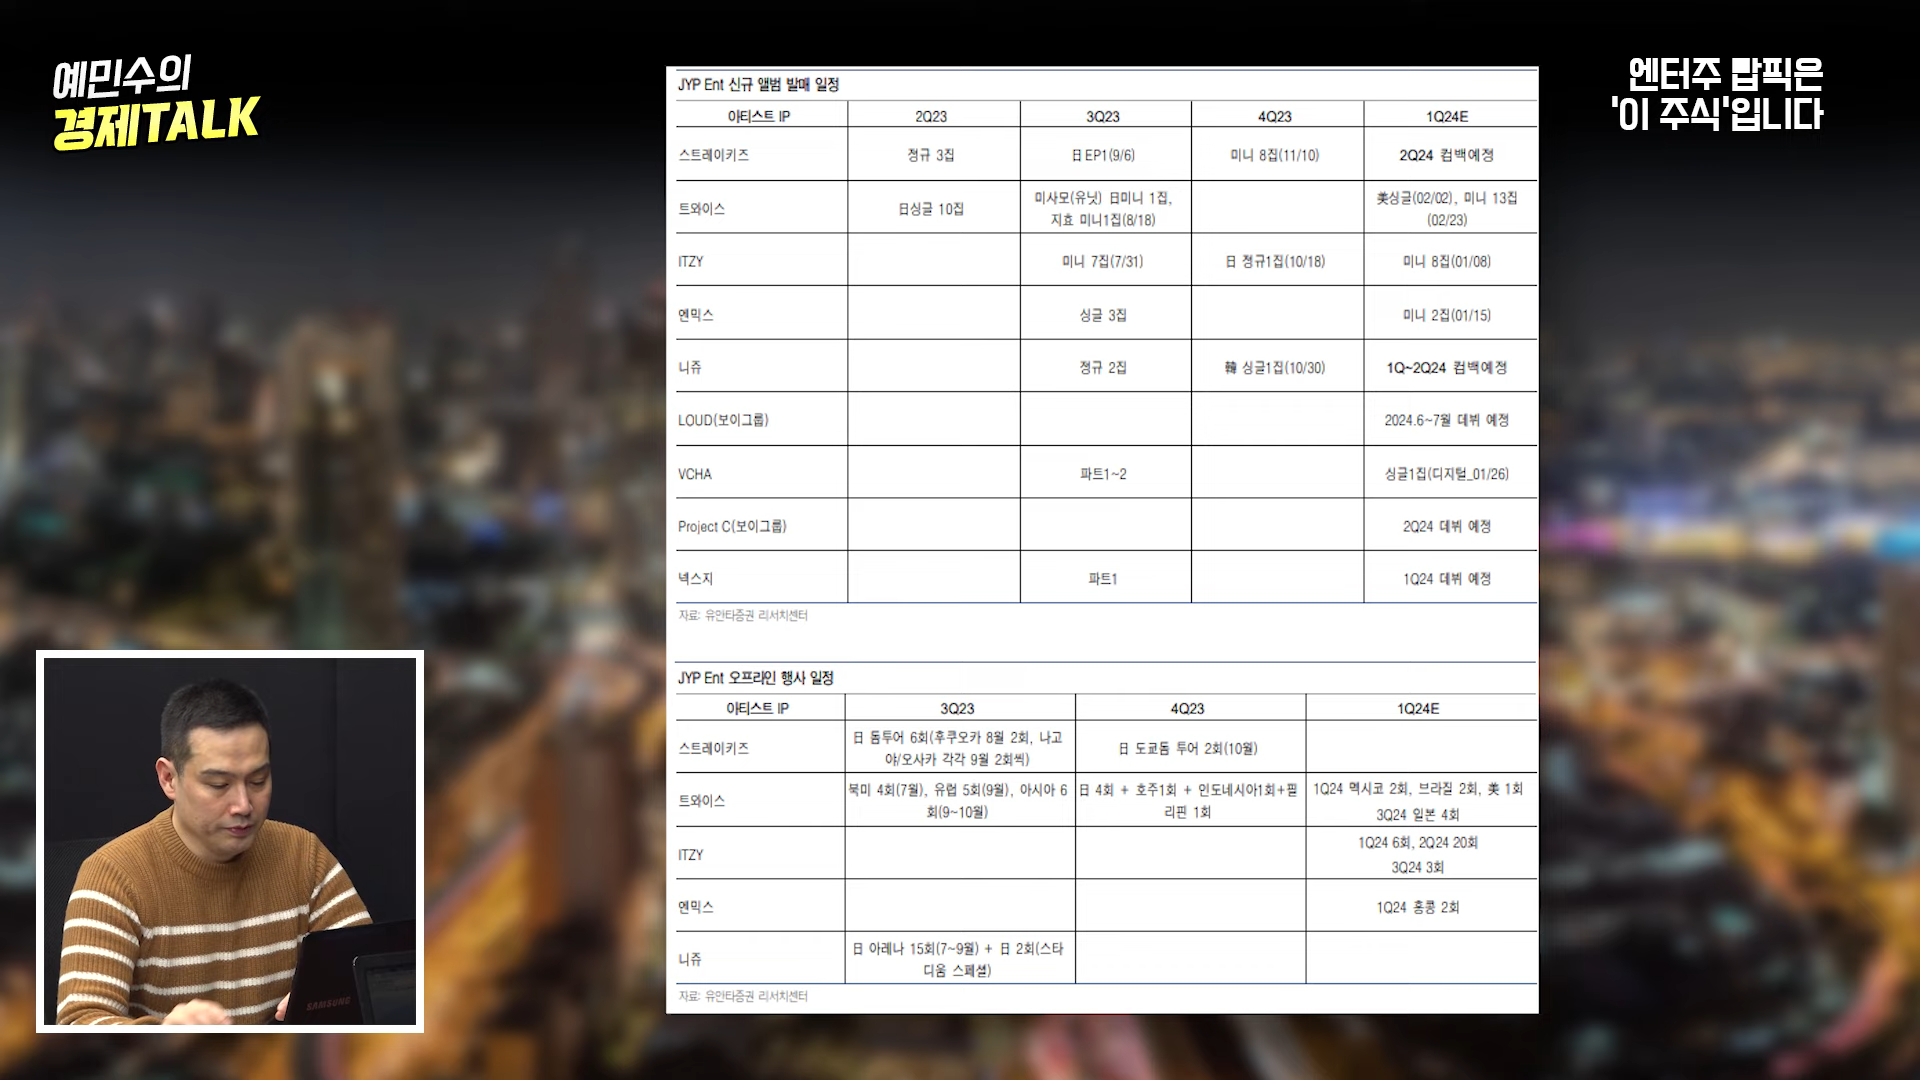 예민수의
경제TALK
엔터주 탑픽은
'이 주식'입니다
JYP Ent 신규 앨범 발매 일정
아티스트 IP 2Q23 3Q23 4Q23 1Q24E
스트레이키즈 정규 3집 日 EP1(9/6) 미니 8집(11/10) 2Q24 컴백예정
트와이스 日싱글 10집 미사모(유닛) 日미니 1집, 지효 미니1집(8/18) 美싱글(02/02), 미니 13집 (02/23)
ITZY 미니 7집(7/31) 日 정규1집(10/18) 미니 8집(01/08)
엔믹스 싱글 3집 미니 2집(01/15)
니쥬 정규 2집 韓 싱글1집(10/30) 1Q~2Q24 컴백예정
LOUD(보이그룹) 2024.6~7월 데뷔 예정
VCHA 파트1~2 싱글1집(디지털_01/26)
Project C(보이그룹) 2Q24 데뷔 예정
넥스지 파트1 1Q24 데뷔 예정
자료: 유안타증권 리서치센터
JYP Ent 오프라인 행사 일정
아티스트 IP 3Q23 4Q23 1Q24E
스트레이키즈 日 돔투어 6회(후쿠오카 8월 2회, 나고야/오사카 각각 9월 2회씩) 日 도쿄돔 투어 2회(10월)
트와이스 북미 4회(7월), 유럽 5회(9월), 아시아 6회(9~10월) 日 4회 + 호주1회 + 인도네시아1회+필리핀 1회 1Q24 멕시코 2회, 브라질 2회, 美 1회 3Q24 일본 4회
ITZY 1Q24 6회, 2Q24 20회 3Q24 3회
엔믹스 1Q24 홍콩 2회
니쥬 日 아레나 15회(7~9월) + 日 2회(스타디움 스페셜)
자료: 유안타증권 리서치센터
SAMSUNG